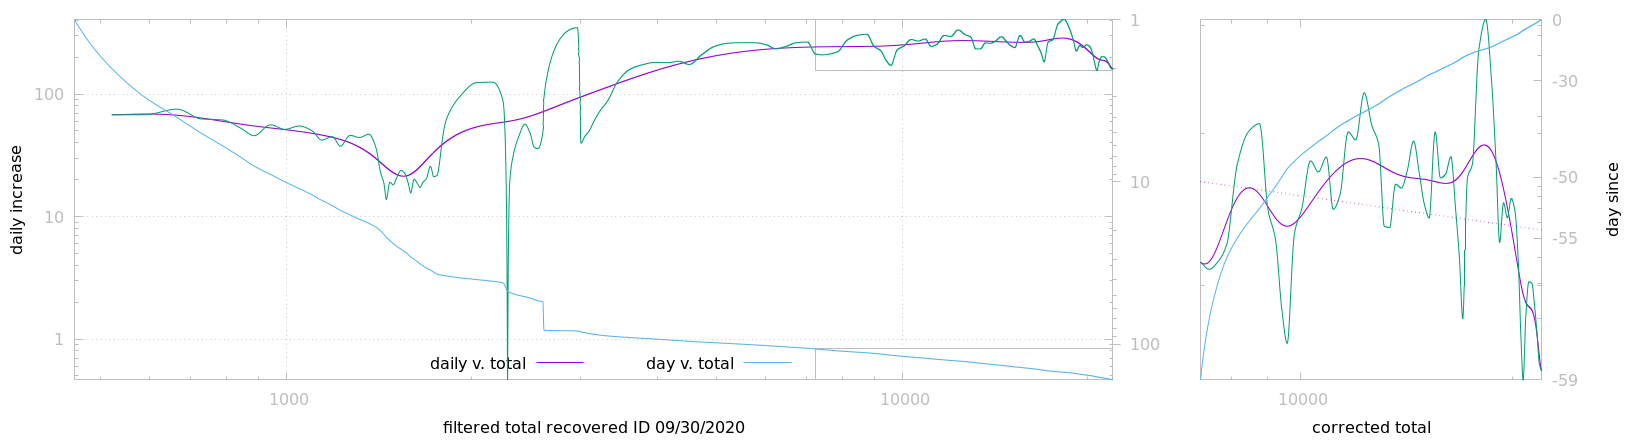 daily increase
100
10
1
1000
10000
1
10
100
daily v. total
day v. total
filtered total recovered ID 09/30/2020
0
-30
-50
-55
-59
day since
10000
corrected total